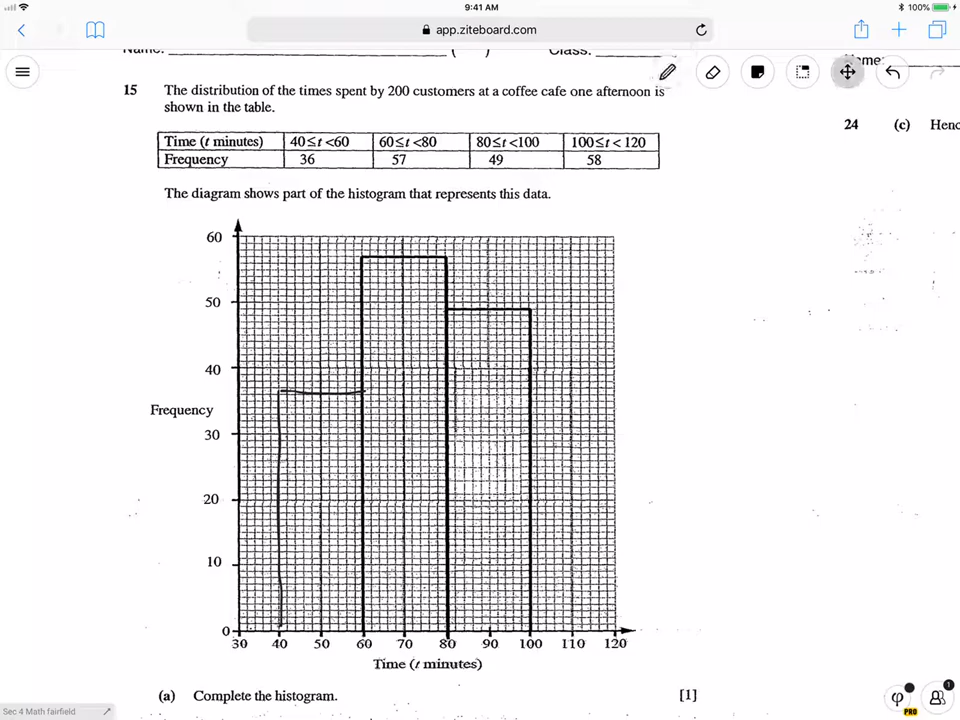 9:41 AM
100%
app.ziteboard.com
Name: ( ) Class:
Name:
15 The distribution of the times spent by 200 customers at a coffee cafe one afternoon is
shown in the table.
24 (c) Henc
Time (t minutes) 40≤t<60 60≤t<80 80≤t<100 100≤t<120
Frequency 36 57 49 58
The diagram shows part of the histogram that represents this data.
60
50
40
Frequency
30
20
10
0
30 40 50 60 70 80 90 100 110 120
Time (t minutes)
(a) Complete the histogram. [1]
Sec 4 Math fairfield
φ
PRO
1